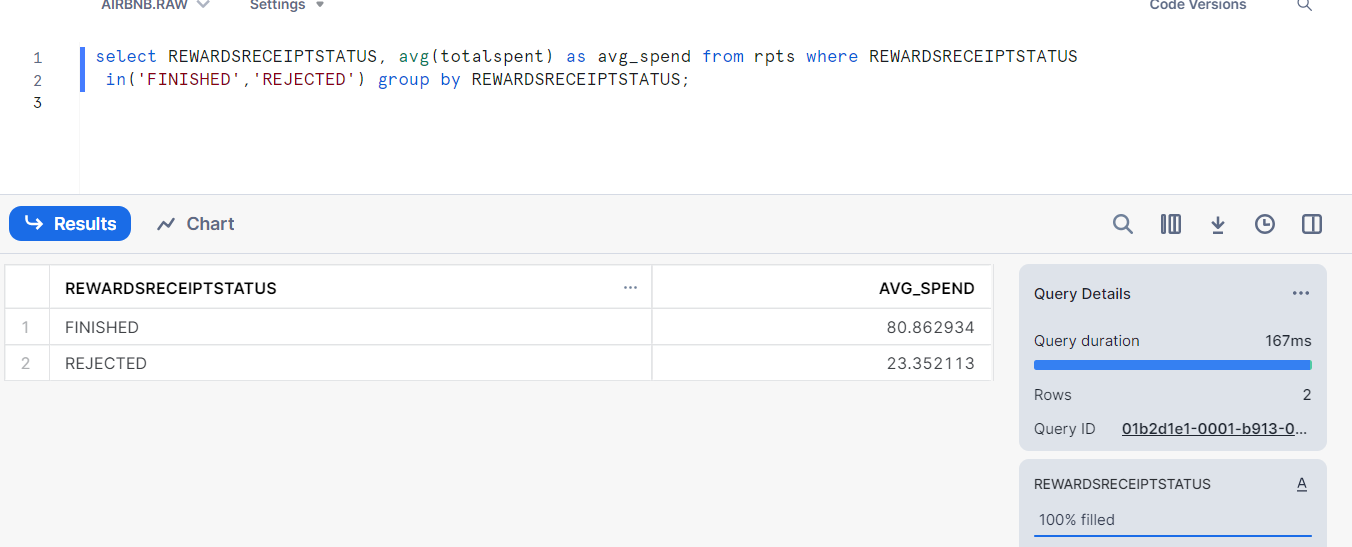 AIRBNB.RAW Settings Code Versions
1 select REWARDSRECEIPTSTATUS, avg(totalspent) as avg_spend from rpts where REWARDSRECEIPTSTATUS
2 in('FINISHED','REJECTED') group by REWARDSRECEIPTSTATUS;
3
Results Chart
REWARDSRECEIPTSTATUS ... AVG_SPEND
1 FINISHED 80.862934
2 REJECTED 23.352113
Query Details ...
Query duration 167ms
Rows 2
Query ID 01b2d1e1-0001-b913-0...
REWARDSRECEIPTSTATUS A
100% filled